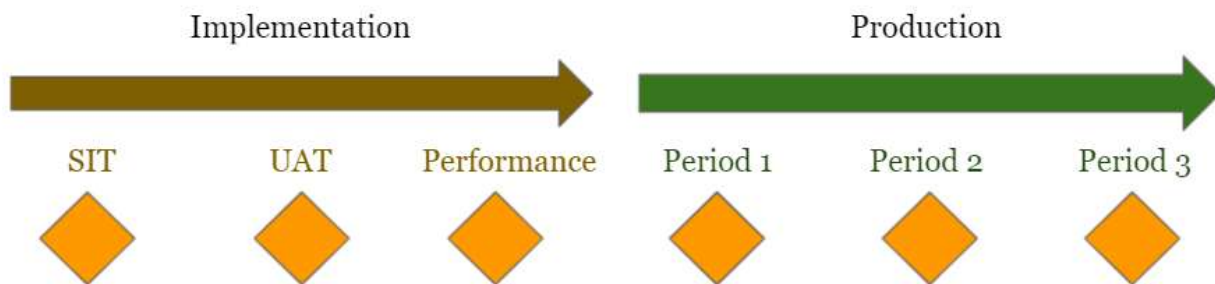 Implementation
Production
SIT
UAT
Performance
Period 1
Period 2
Period 3